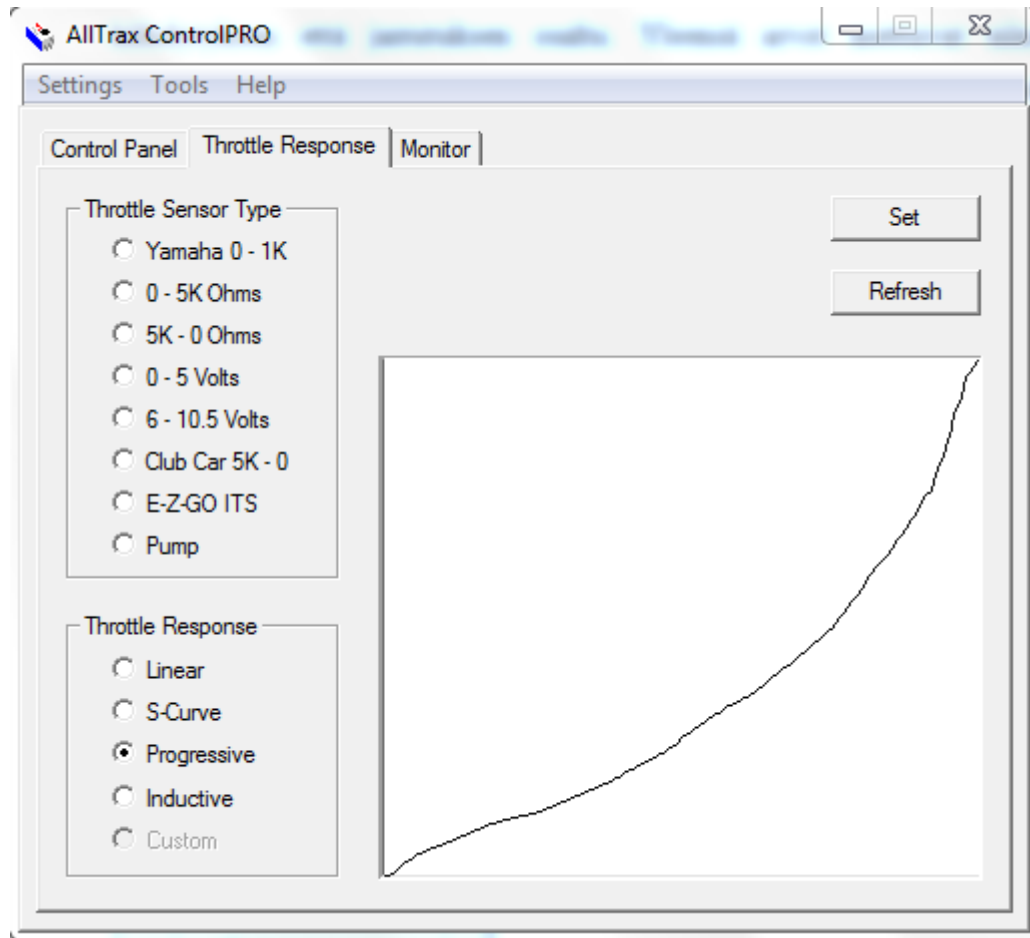 AllTrax ControlPRO
Settings Tools Help
Control Panel Throttle Response Monitor
Throttle Sensor Type
Yamaha 0 - 1K
0 - 5K Ohms
5K - 0 Ohms
0 - 5 Volts
6 - 10.5 Volts
Club Car 5K - 0
E-Z-GO ITS
Pump
Throttle Response
Linear
S-Curve
Progressive
Inductive
Custom
Set
Refresh